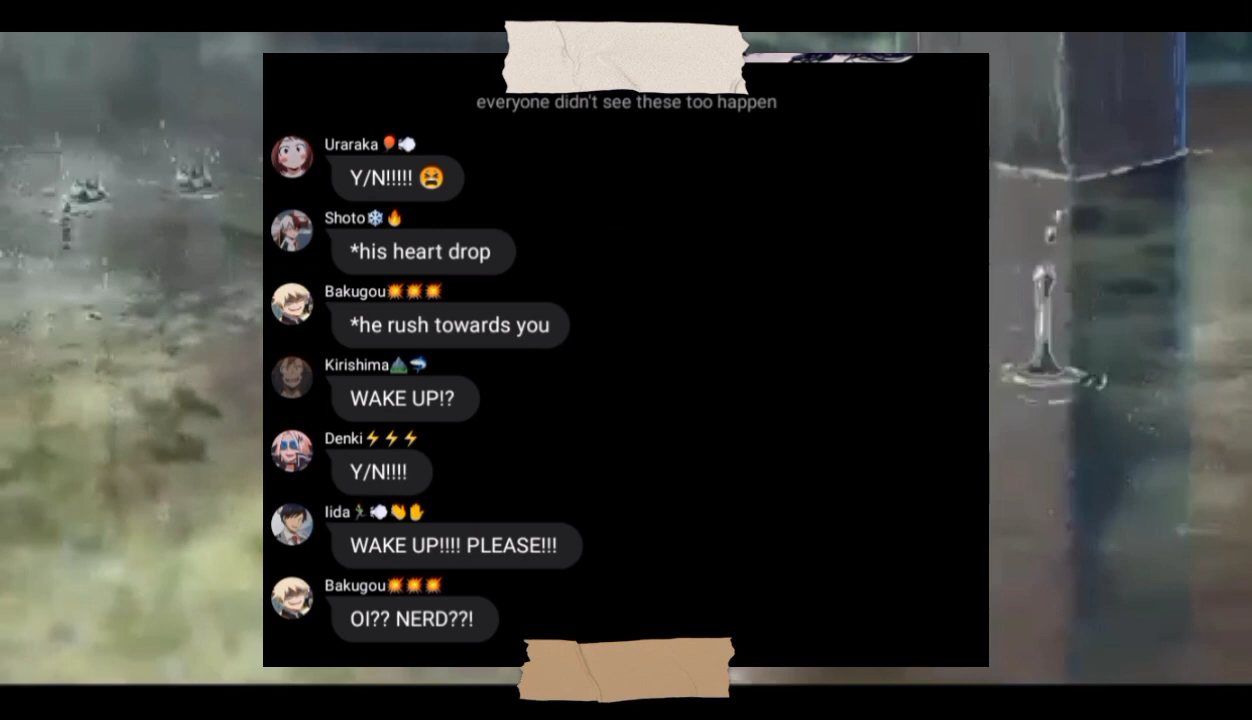 everyone didn't see these too happen
Uraraka🎈💨
Y/N!!!!! 😫
Shoto❄️🔥
*his heart drop
Bakugou💥💥💥
*he rush towards you
Kirishima⛰️🦈
WAKE UP!?
Denki⚡⚡⚡
Y/N!!!!
Iida🏃💨👏✋
WAKE UP!!!! PLEASE!!!
Bakugou💥💥💥
OI?? NERD??!